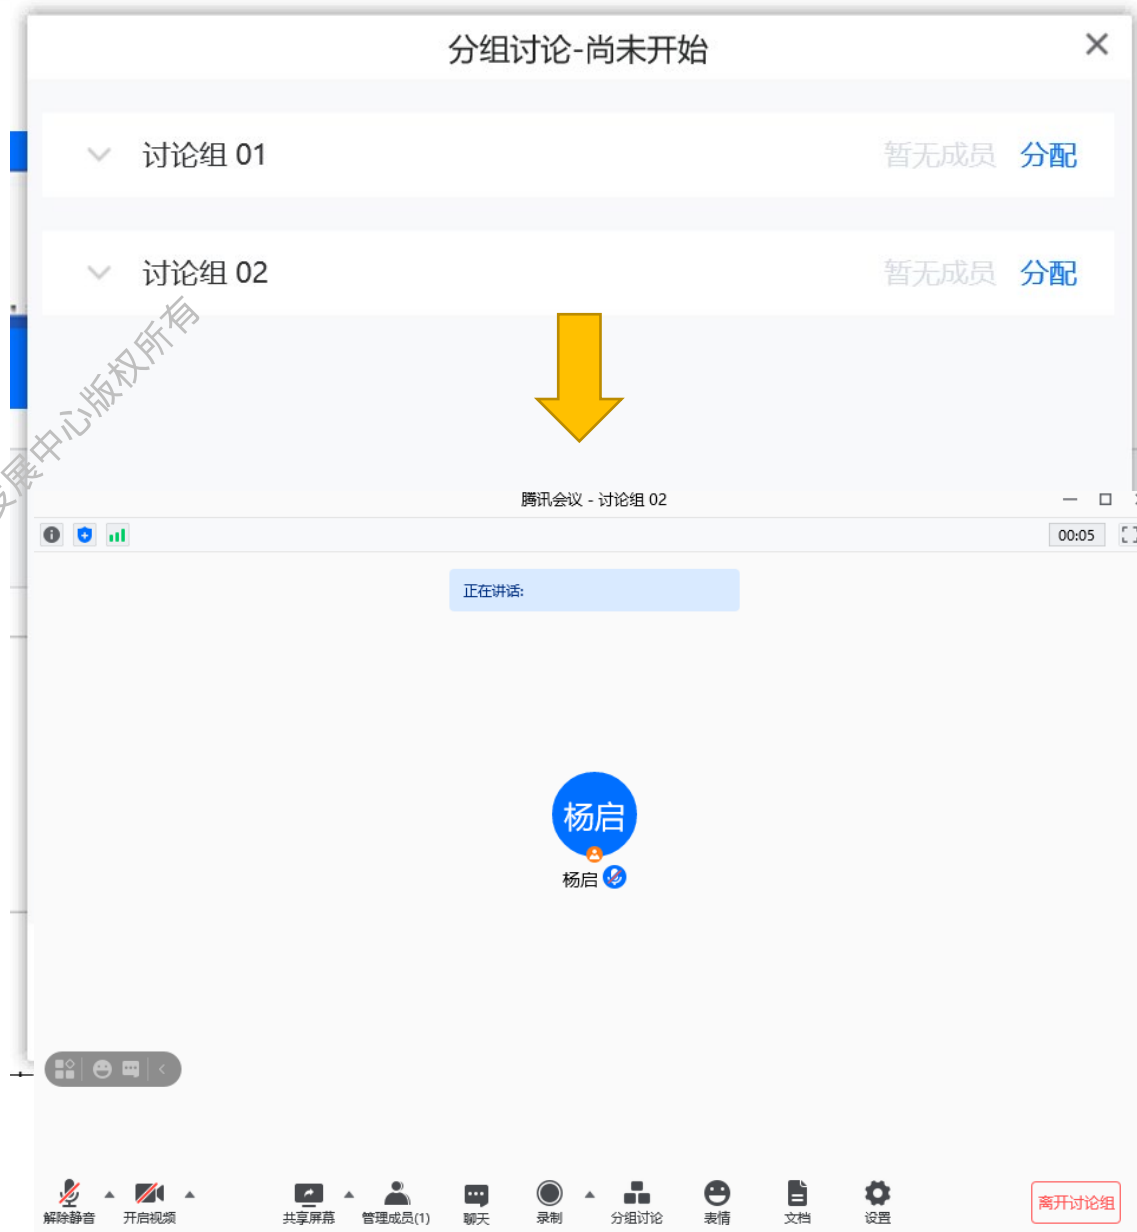 分组讨论-尚未开始
讨论组 01 暂无成员 分配
讨论组 02 暂无成员 分配
展中心版权所有
腾讯会议 - 讨论组 02
00:05
正在讲话:
杨启
杨启
解除静音 开启视频 共享屏幕 管理成员(1) 聊天 录制 分组讨论 表情 文档 设置 离开讨论组